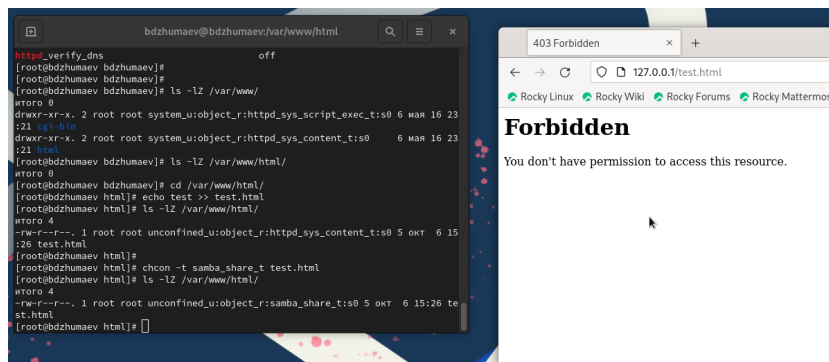 bdzhumaev@bdzhumaev:/var/www/html
httpd_verify_dns off
[root@bdzhumaev bdzhumaev]#
[root@bdzhumaev bdzhumaev]#
[root@bdzhumaev bdzhumaev]# ls -lZ /var/www/
итого 0
drwxr-xr-x. 2 root root system_u:object_r:httpd_sys_script_exec_t:s0 6 мая 16 23
:21 cgi-bin
drwxr-xr-x. 2 root root system_u:object_r:httpd_sys_content_t:s0 6 мая 16 23
:21 html
[root@bdzhumaev bdzhumaev]# ls -lZ /var/www/html/
итого 0
[root@bdzhumaev bdzhumaev]# cd /var/www/html/
[root@bdzhumaev html]# echo test >> test.html
[root@bdzhumaev html]# ls -lZ /var/www/html/
итого 4
-rw-r--r--. 1 root root unconfined_u:object_r:httpd_sys_content_t:s0 5 окт 6 15
:26 test.html
[root@bdzhumaev html]#
[root@bdzhumaev html]# chcon -t samba_share_t test.html
[root@bdzhumaev html]# ls -lZ /var/www/html/
итого 4
-rw-r--r--. 1 root root unconfined_u:object_r:samba_share_t:s0 5 окт 6 15:26 te
st.html
[root@bdzhumaev html]#
403 Forbidden
127.0.0.1/test.html
Rocky Linux Rocky Wiki Rocky Forums Rocky Mattermos
Forbidden
You don't have permission to access this resource.